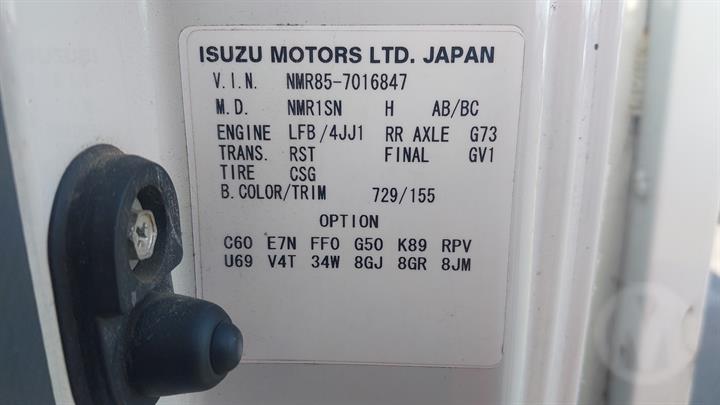 ISUZU MOTORS LTD. JAPAN
V.I.N. NMR85-7016847
M.D. NMR1SN H AB/BC
ENGINE LFB/4JJ1 RR AXLE G73
TRANS. RST FINAL GV1
TIRE CSG
B.COLOR/TRIM 729/155
OPTION
C60 E7N FF0 G50 K89 RPV
U69 V4T 34W 8GJ 8GR 8JM